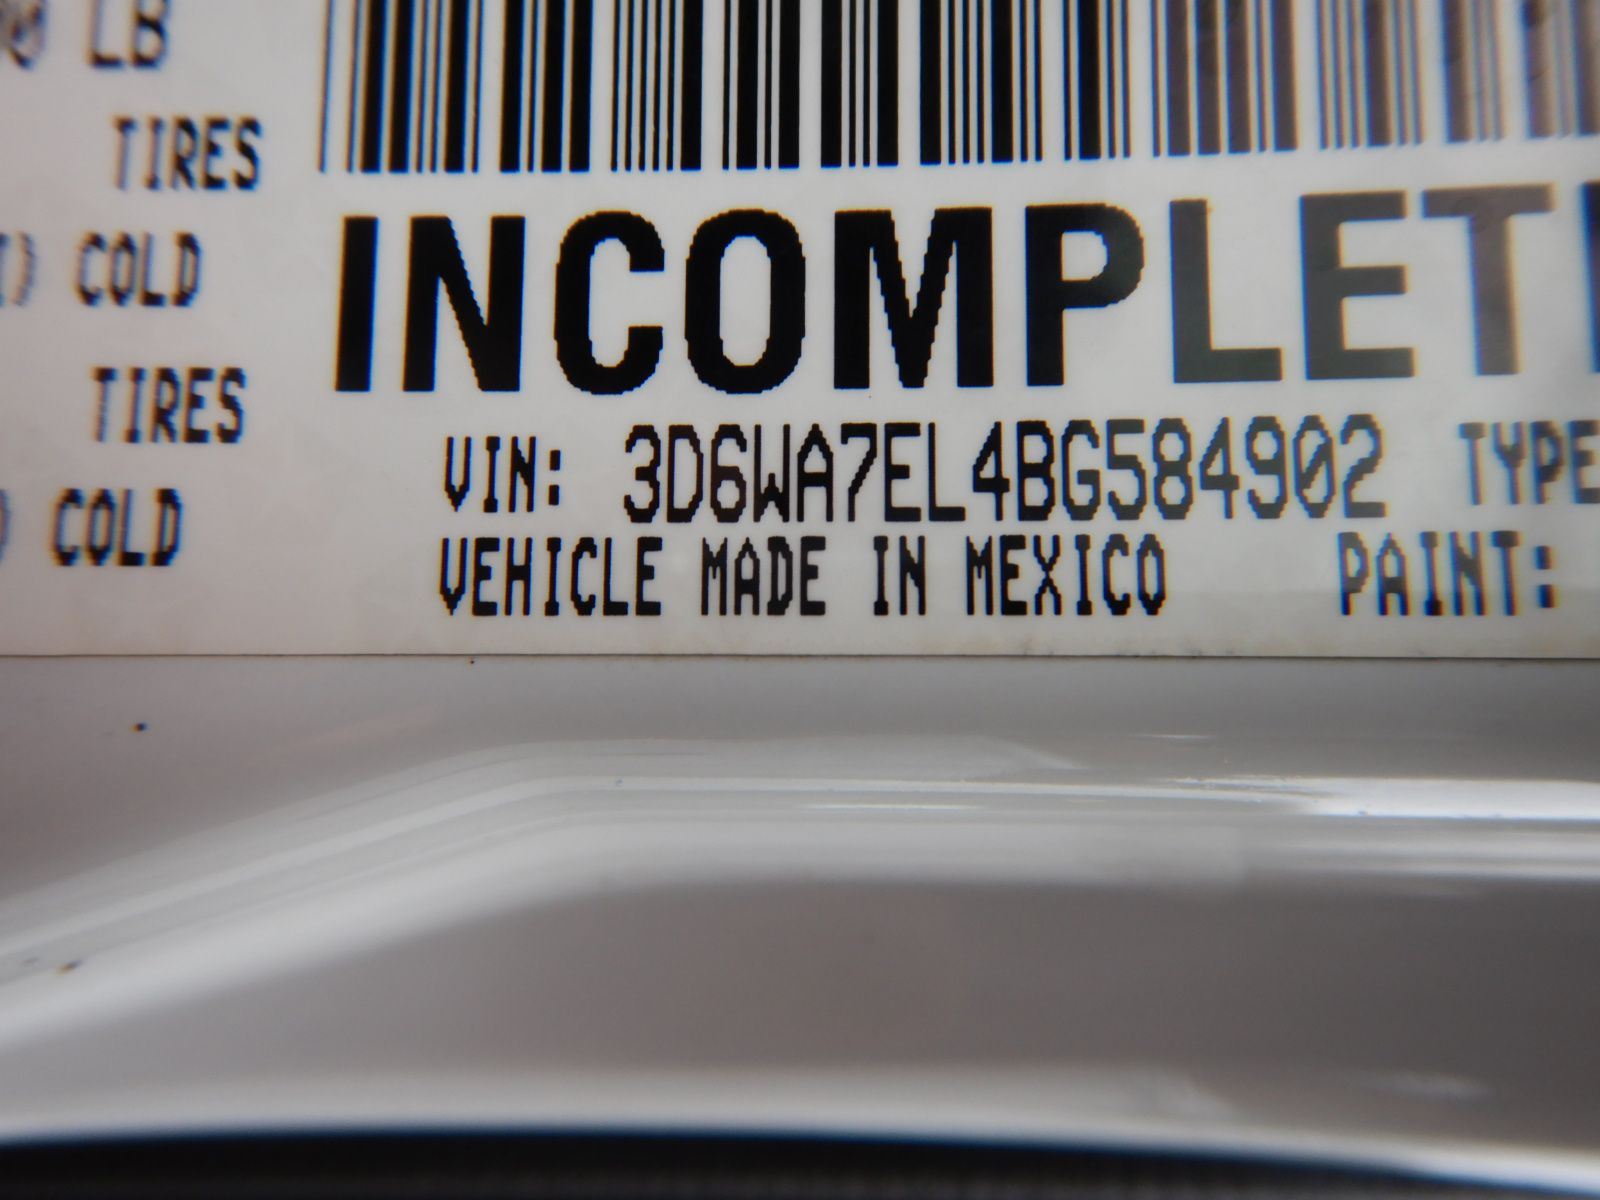 LB
TIRES
COLD
TIRES
COLD
INCOMPLET
VIN: 3D6WA7EL4BG584902 TYPE
VEHICLE MADE IN MEXICO PAINT: